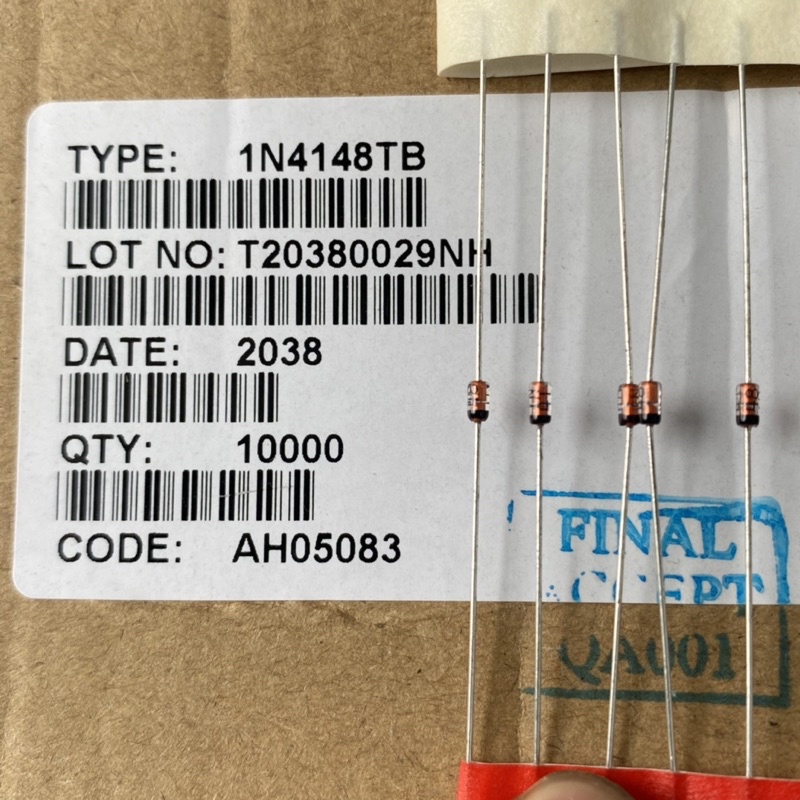 TYPE: 1N4148TB
LOT NO: T20380029NH
DATE: 2038
QTY: 10000
CODE: AH05083
FINAL
QA001